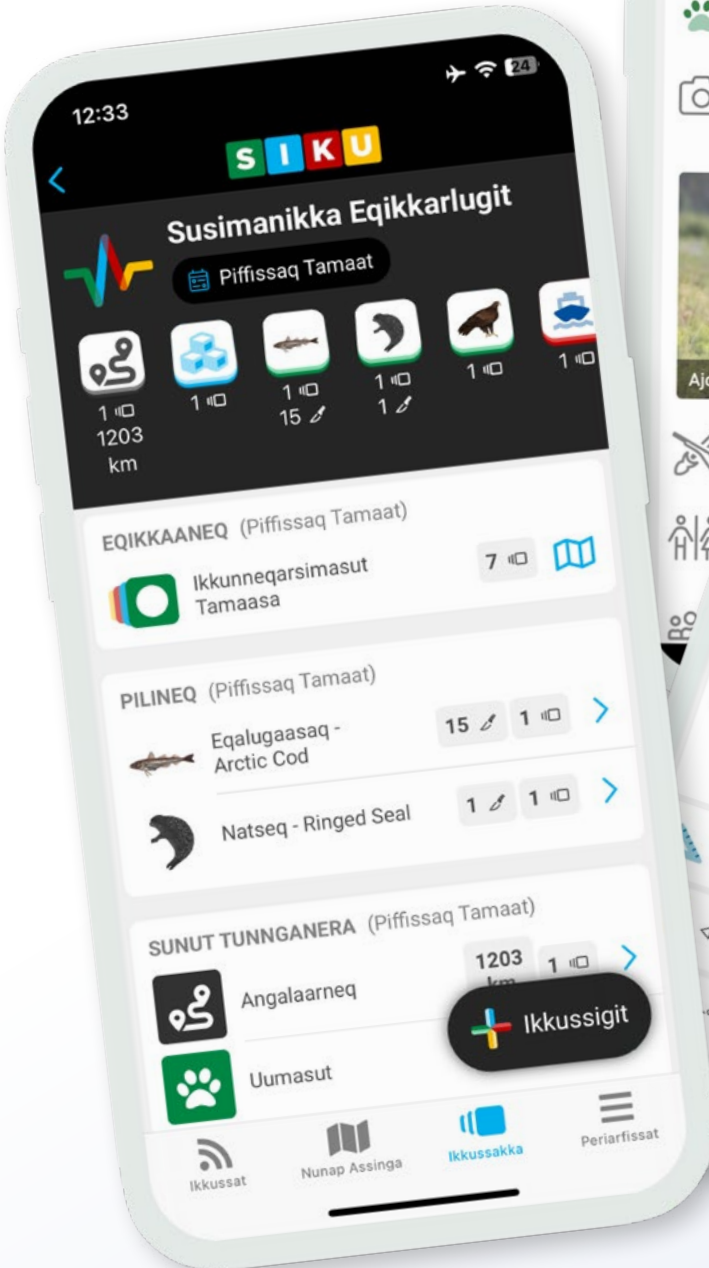 12:33
24
SIKU
Susimanikka Eqikkarlugit
Piffissaq Tamaat
1
1203
km
1
1
15
1
1
1
1
EQIKKAANEQ (Piffissaq Tamaat)
Ikkunneqarsimasut
Tamaasa
7
PILINEQ (Piffissaq Tamaat)
Eqalugaasaq -
Arctic Cod
15 1
Natseq - Ringed Seal
1 1
SUNUT TUNNGANERA (Piffissaq Tamaat)
Angalaarneq
1203
km
1
Ikkussigit
Uumasut
Ikkussat
Nunap Assinga
Ikkussakka
Periarfissat